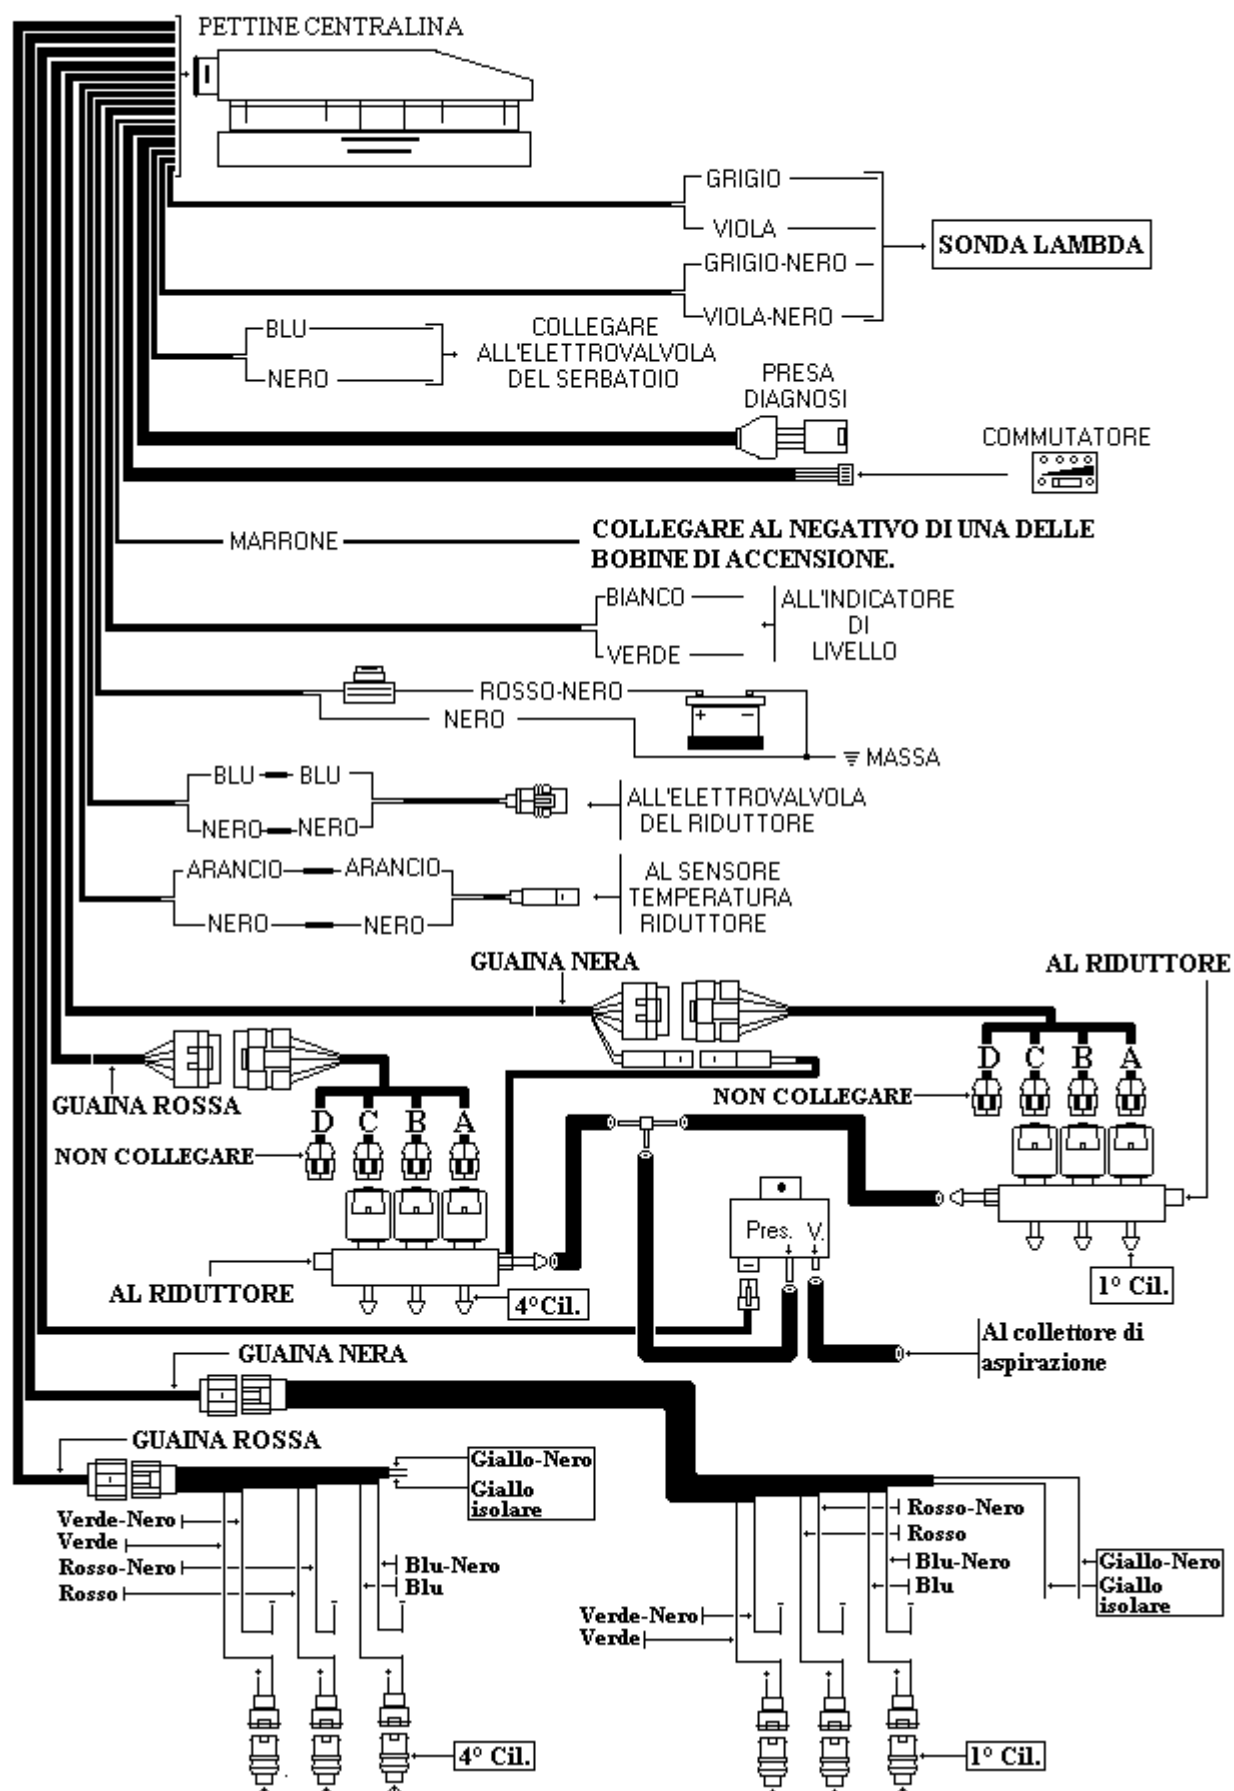 PETTINE CENTRALINA
GRIGIO
VIOLA
GRIGIO-NERO
VIOLA-NERO
SONDA LAMBDA
BLU
NERO
COLLEGARE
ALL'ELETTROVALVOLA
DEL SERBATOIO
PRESA
DIAGNOSI
COMMUTATORE
MARRONE
COLLEGARE AL NEGATIVO DI UNA DELLE
BOBINE DI ACCENSIONE.
BIANCO
VERDE
ALL'INDICATORE
DI
LIVELLO
ROSSO-NERO
NERO
+ -
MASSA
BLU BLU
NERO NERO
ALL'ELETTROVALVOLA
DEL RIDUTTORE
ARANCIO ARANCIO
NERO NERO
AL SENSORE
TEMPERATURA
RIDUTTORE
GUAINA NERA
AL RIDUTTORE
D C B A
NON COLLEGARE
GUAINA ROSSA
D C B A
NON COLLEGARE
Pres. V.
AL RIDUTTORE
4°Cil.
1° Cil.
Al collettore di
aspirazione
GUAINA NERA
GUAINA ROSSA
Giallo-Nero
Giallo
isolare
Verde-Nero
Verde
Rosso-Nero
Rosso
Blu-Nero
Blu
Rosso-Nero
Rosso
Blu-Nero
Blu
Giallo-Nero
Giallo
isolare
Verde-Nero
Verde
4° Cil.
1° Cil.